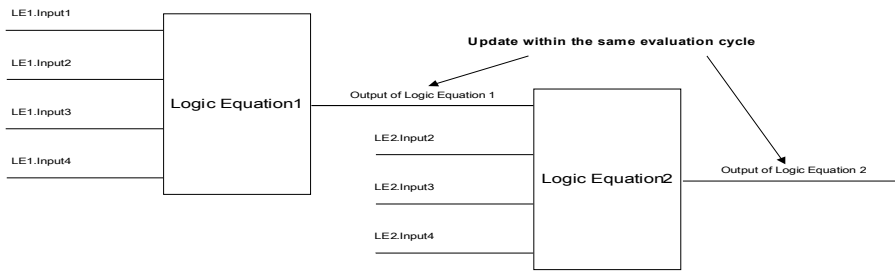 LE1.Input1
Update within the same evaluation cycle
LE1.Input2
Logic Equation1
Output of Logic Equation 1
LE1.Input3
LE2.Input2
LE1.Input4
Logic Equation2
Output of Logic Equation 2
LE2.Input3
LE2.Input4